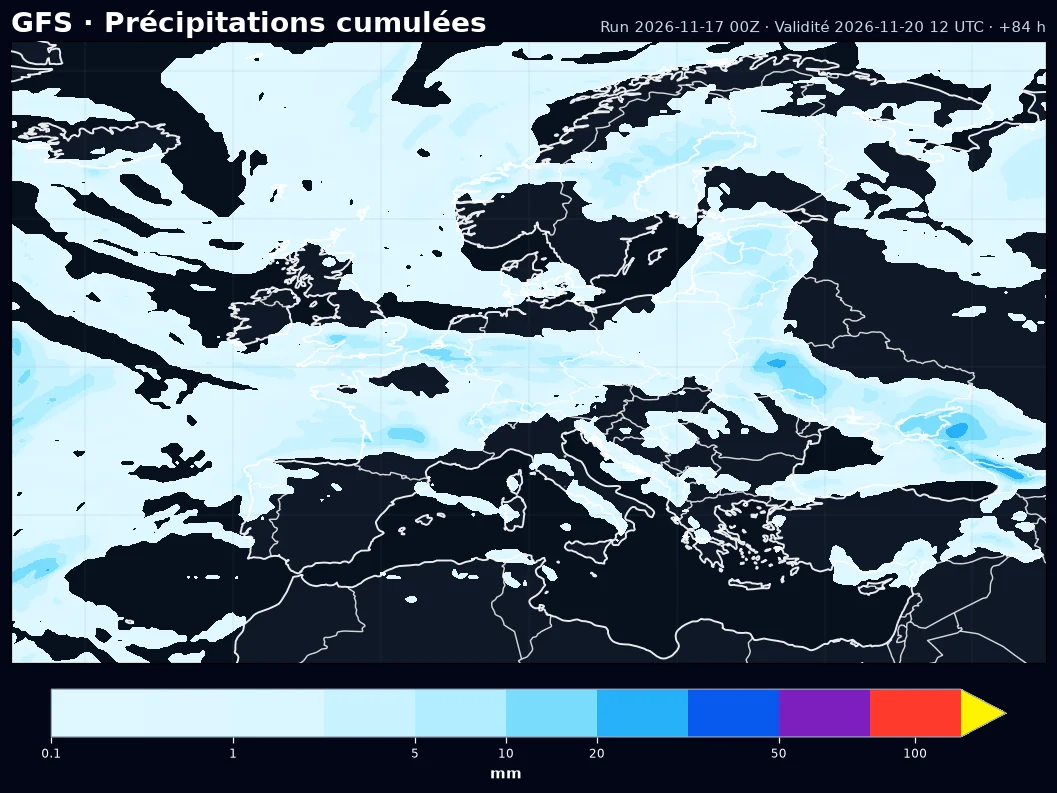 GFS · Précipitations cumulées
Run 2026-11-17 00Z · Validité 2026-11-20 12 UTC · +84 h
0.1 1 5 10 20 50 100
mm